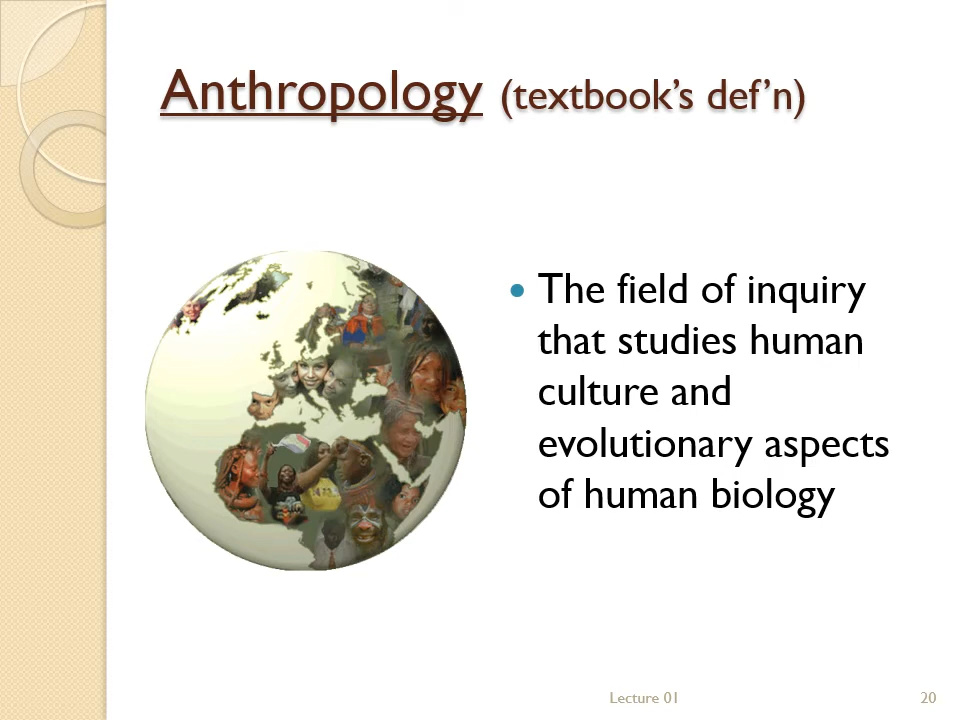 Anthropology (textbook’s def’n)
• The field of inquiry
that studies human
culture and
evolutionary aspects
of human biology
Lecture 01
20